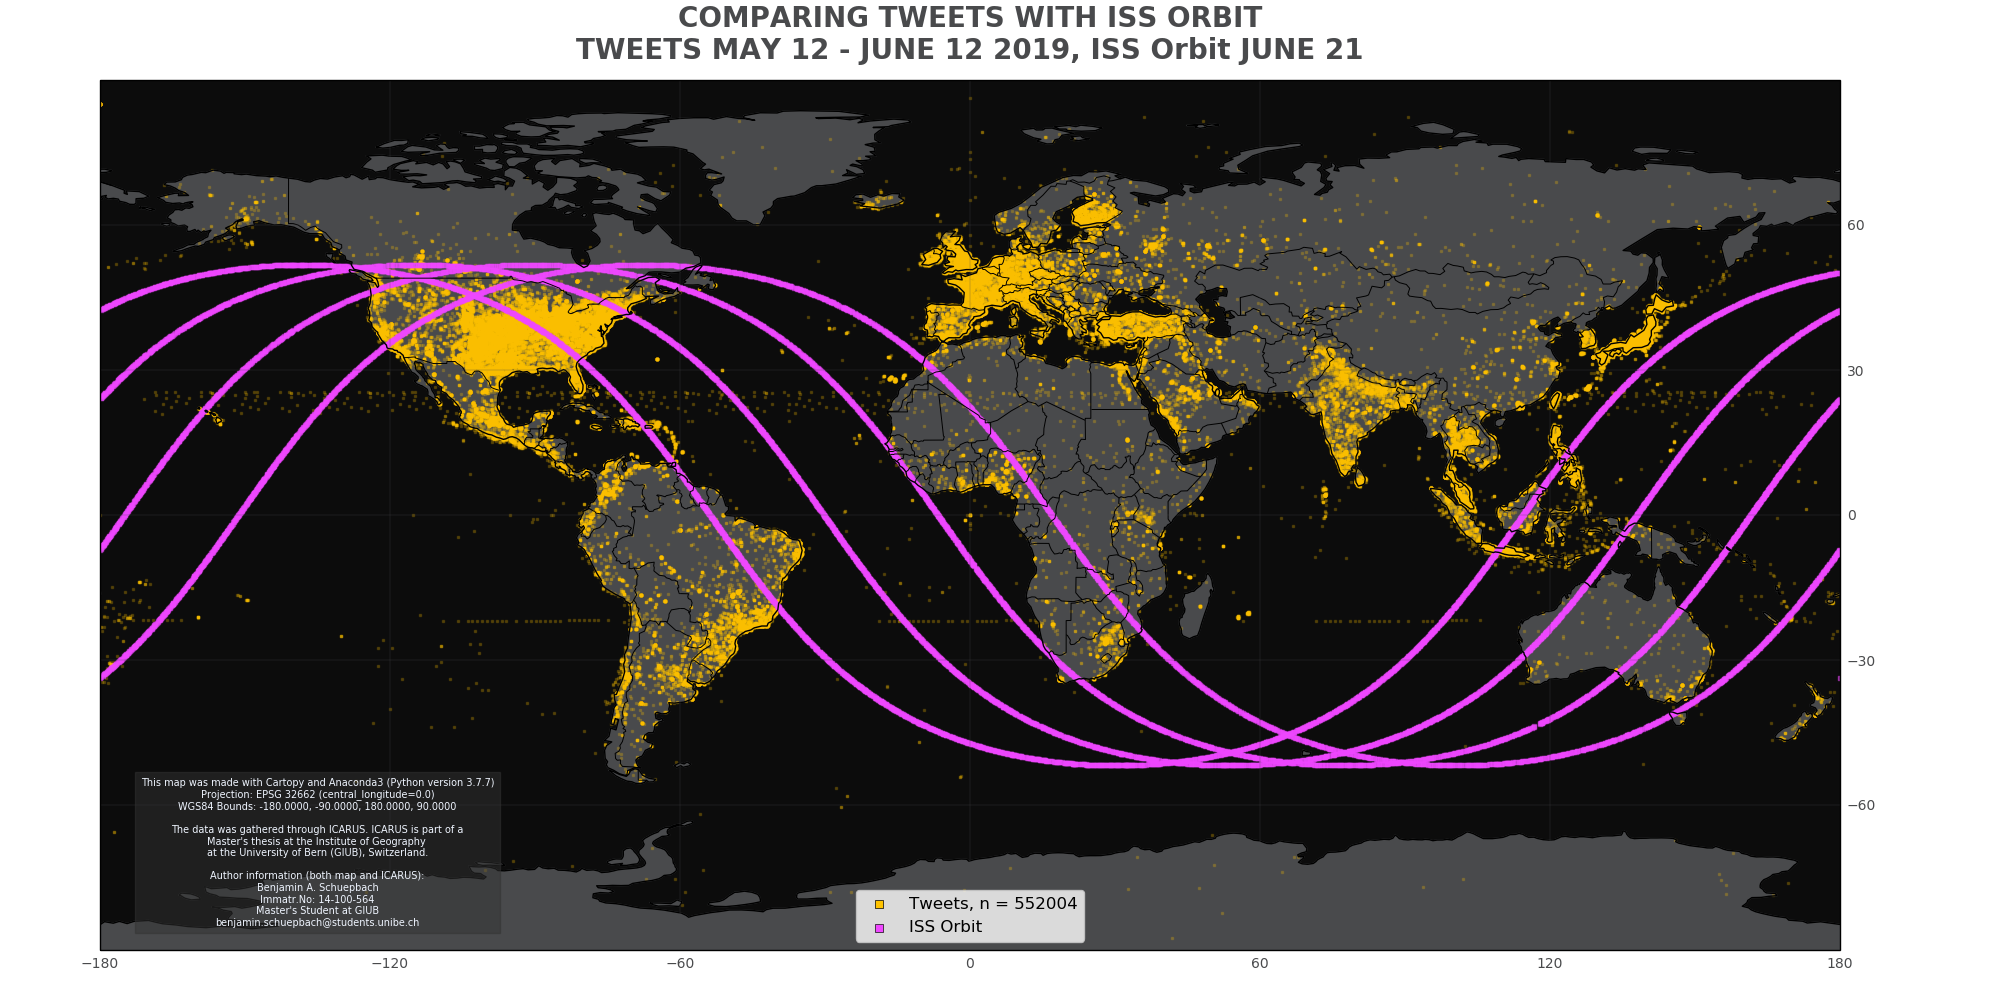 COMPARING TWEETS WITH ISS ORBIT
TWEETS MAY 12 - JUNE 12 2019, ISS Orbit JUNE 21
60
30
0
−30
−60
This map was made with Cartopy and Anaconda3 (Python version 3.7.7)
Projection: EPSG 32662 (central_longitude=0.0)
WGS84 Bounds: -180.0000, -90.0000, 180.0000, 90.0000
The data was gathered through ICARUS. ICARUS is part of a
Master's thesis at the Institute of Geography
at the University of Bern (GIUB), Switzerland.
Author information (both map and ICARUS):
Benjamin A. Schuepbach
Immatr.No: 14-100-564
Master's Student at GIUB
benjamin.schuepbach@students.unibe.ch
Tweets, n = 552004
ISS Orbit
−180 −120 −60 0 60 120 180